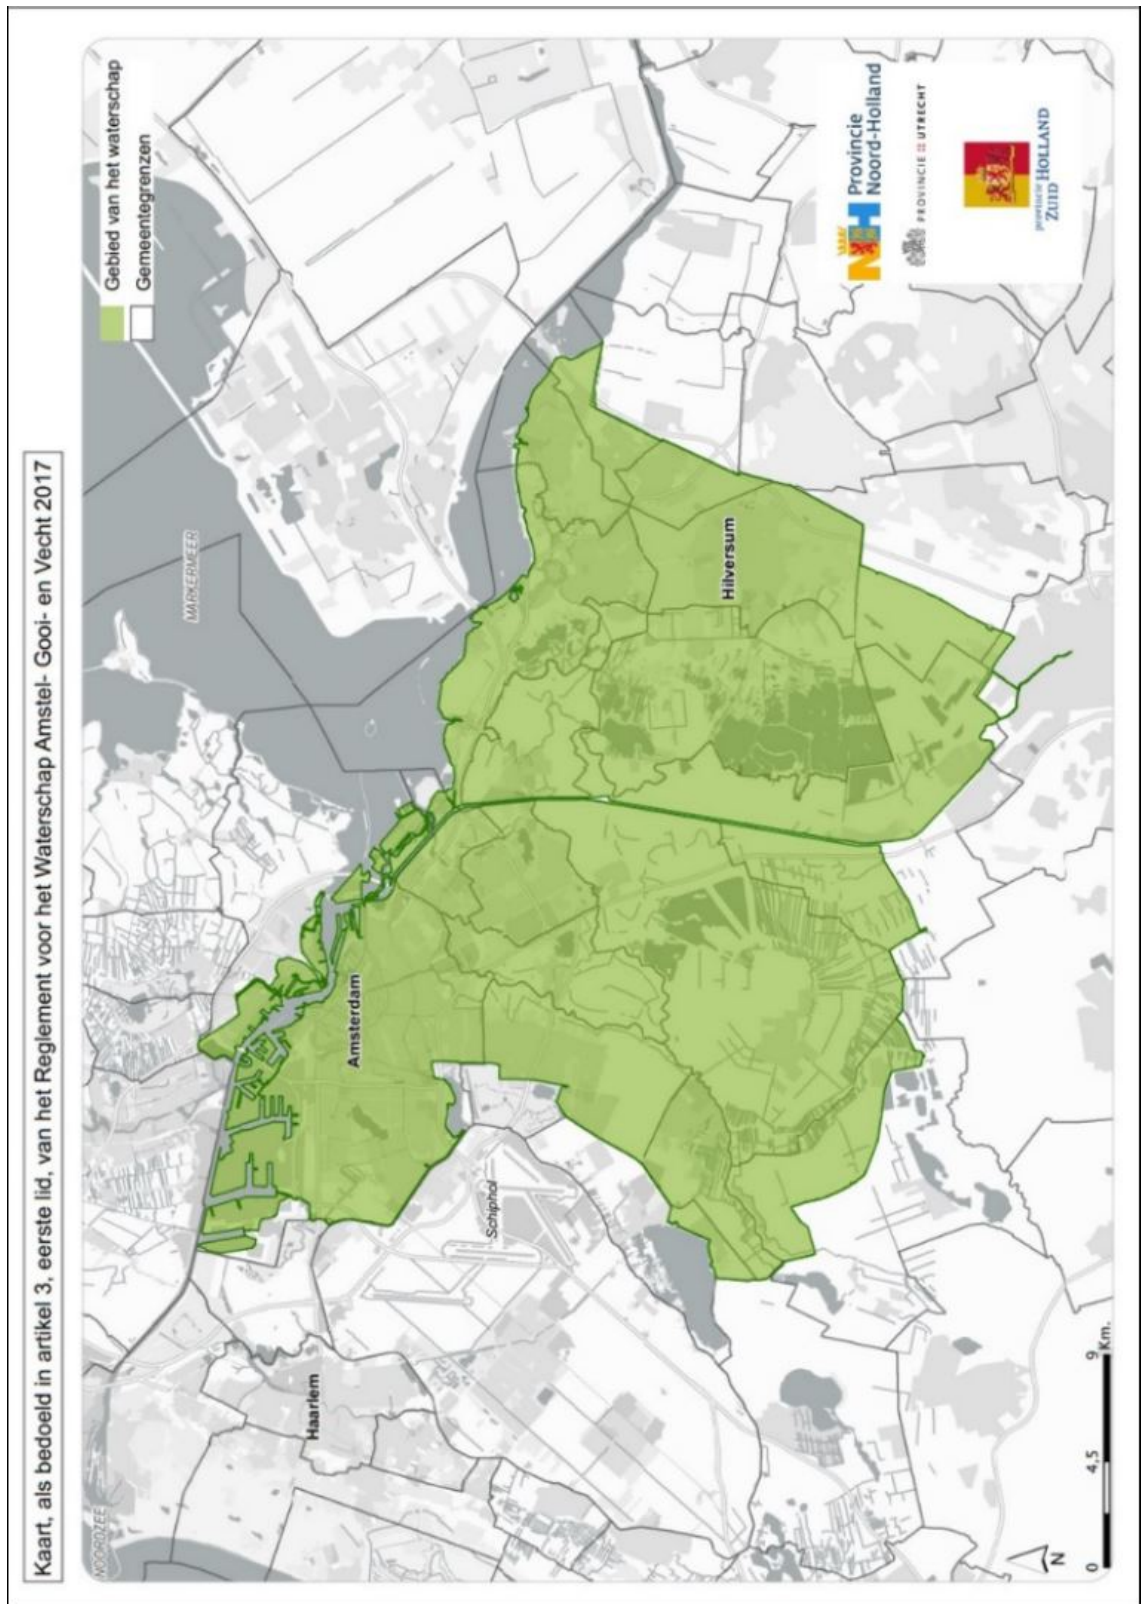 Kaart, als bedoeld in artikel 3, eerste lid, van het Reglement voor het Waterschap Amstel- Gooi- en Vecht 2017
Gebied van het waterschap
Gemeentegrenzen
NOORDZEE
MARKERMEER
Haarlem
Amsterdam
Schiphol
Hilversum
Provincie
Noord-Holland
PROVINCIE UTRECHT
provincie HOLLAND
ZUID
N
0 4,5 9
Km.